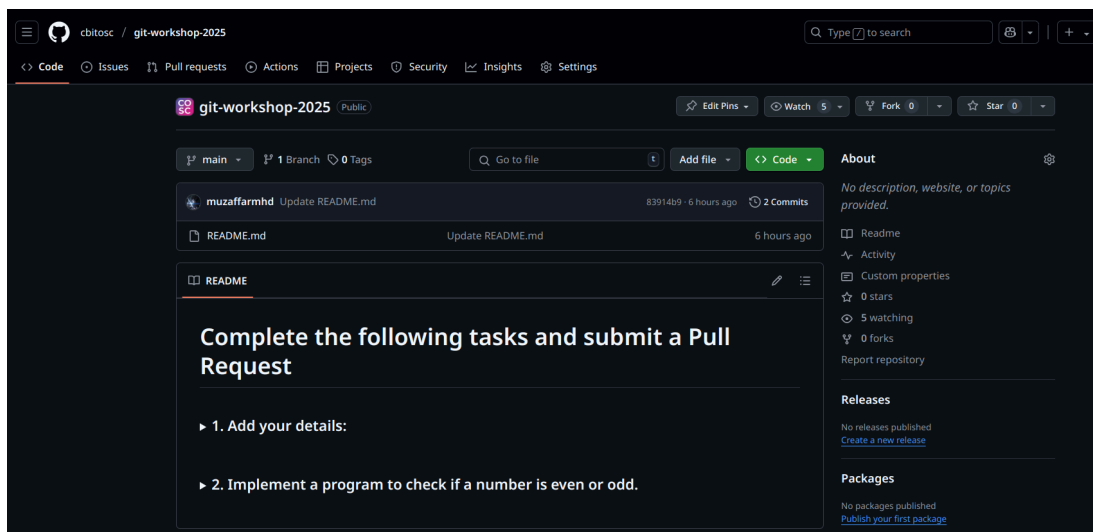 cbitosc / git-workshop-2025
Type / to search
Code Issues Pull requests Actions Projects Security Insights Settings
COSC git-workshop-2025 Public
Edit Pins Watch 5 Fork 0 Star 0
main 1 Branch 0 Tags
Go to file t
Add file Code
muzaffarmhd Update README.md 83914b9 · 6 hours ago 2 Commits
README.md Update README.md 6 hours ago
README
Complete the following tasks and submit a Pull
Request
1. Add your details:
2. Implement a program to check if a number is even or odd.
About
No description, website, or topics
provided.
Readme
Activity
Custom properties
0 stars
5 watching
0 forks
Report repository
Releases
No releases published
Create a new release
Packages
No packages published
Publish your first package